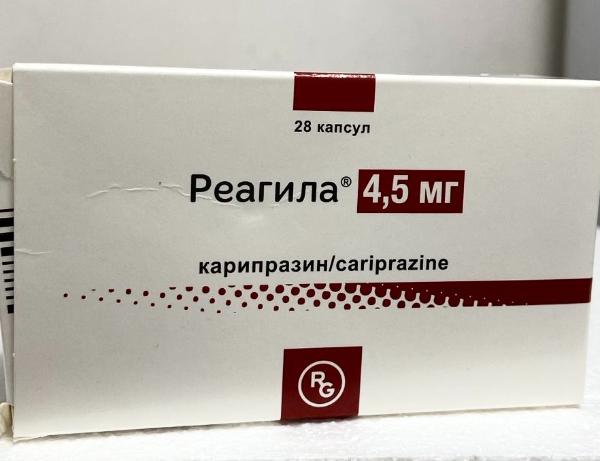 28 капсул
Реагила® 4,5 мг
карипразин/cariprazine
RG